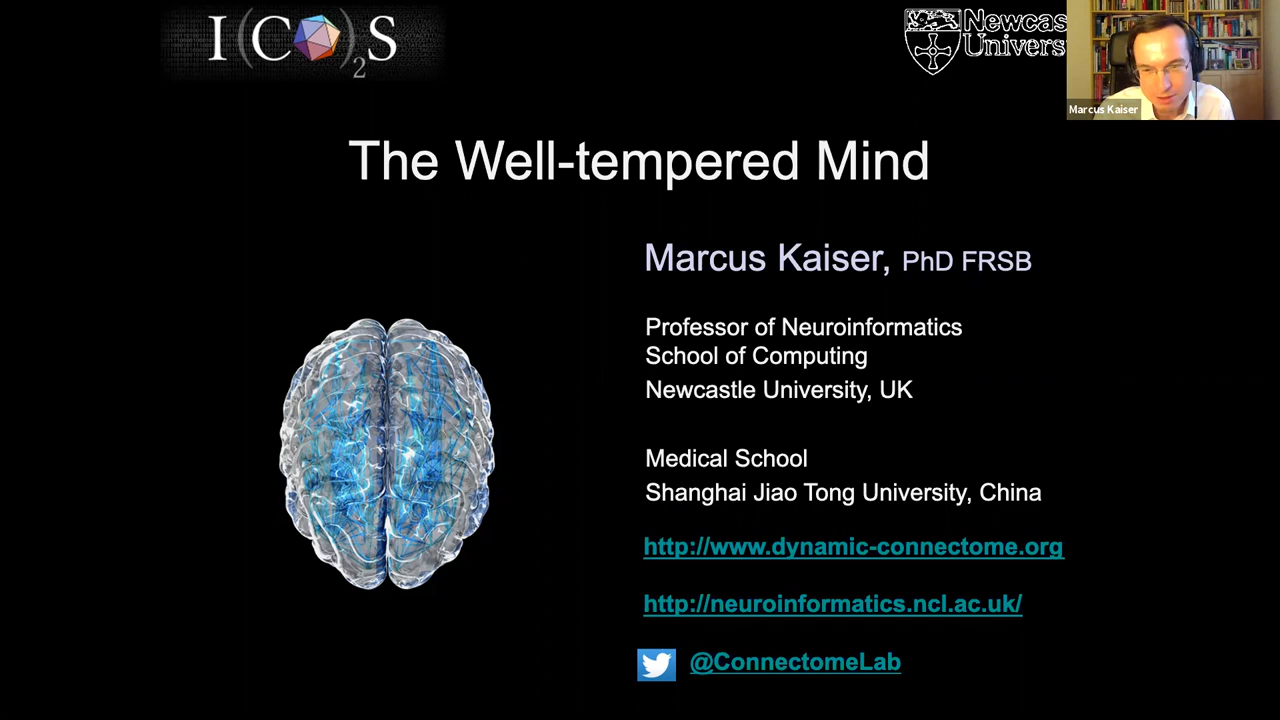 I(C S
)2
Newcas
Univers
Marcus Kaiser
The Well-tempered Mind
Marcus Kaiser, PhD FRSB
Professor of Neuroinformatics
School of Computing
Newcastle University, UK
Medical School
Shanghai Jiao Tong University, China
http://www.dynamic-connectome.org
http://neuroinformatics.ncl.ac.uk/
@ConnectomeLab